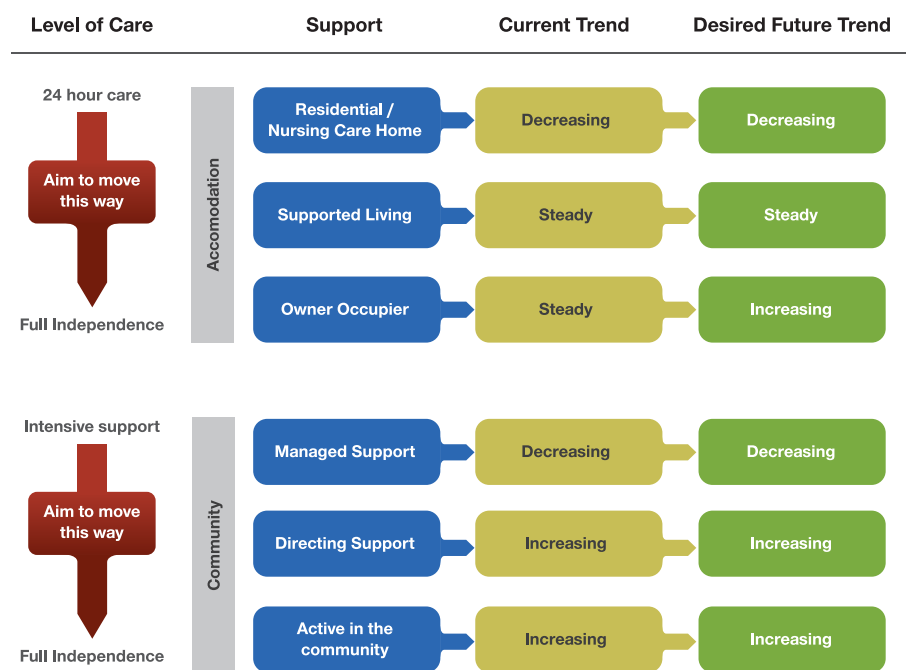 Level of Care
Support
Current Trend
Desired Future Trend
24 hour care
Aim to move
this way
Full Independence
Accomodation
Residential /
Nursing Care Home
Decreasing
Decreasing
Supported Living
Steady
Steady
Owner Occupier
Steady
Increasing
Intensive support
Aim to move
this way
Full Independence
Community
Managed Support
Decreasing
Decreasing
Directing Support
Increasing
Increasing
Active in the
community
Increasing
Increasing